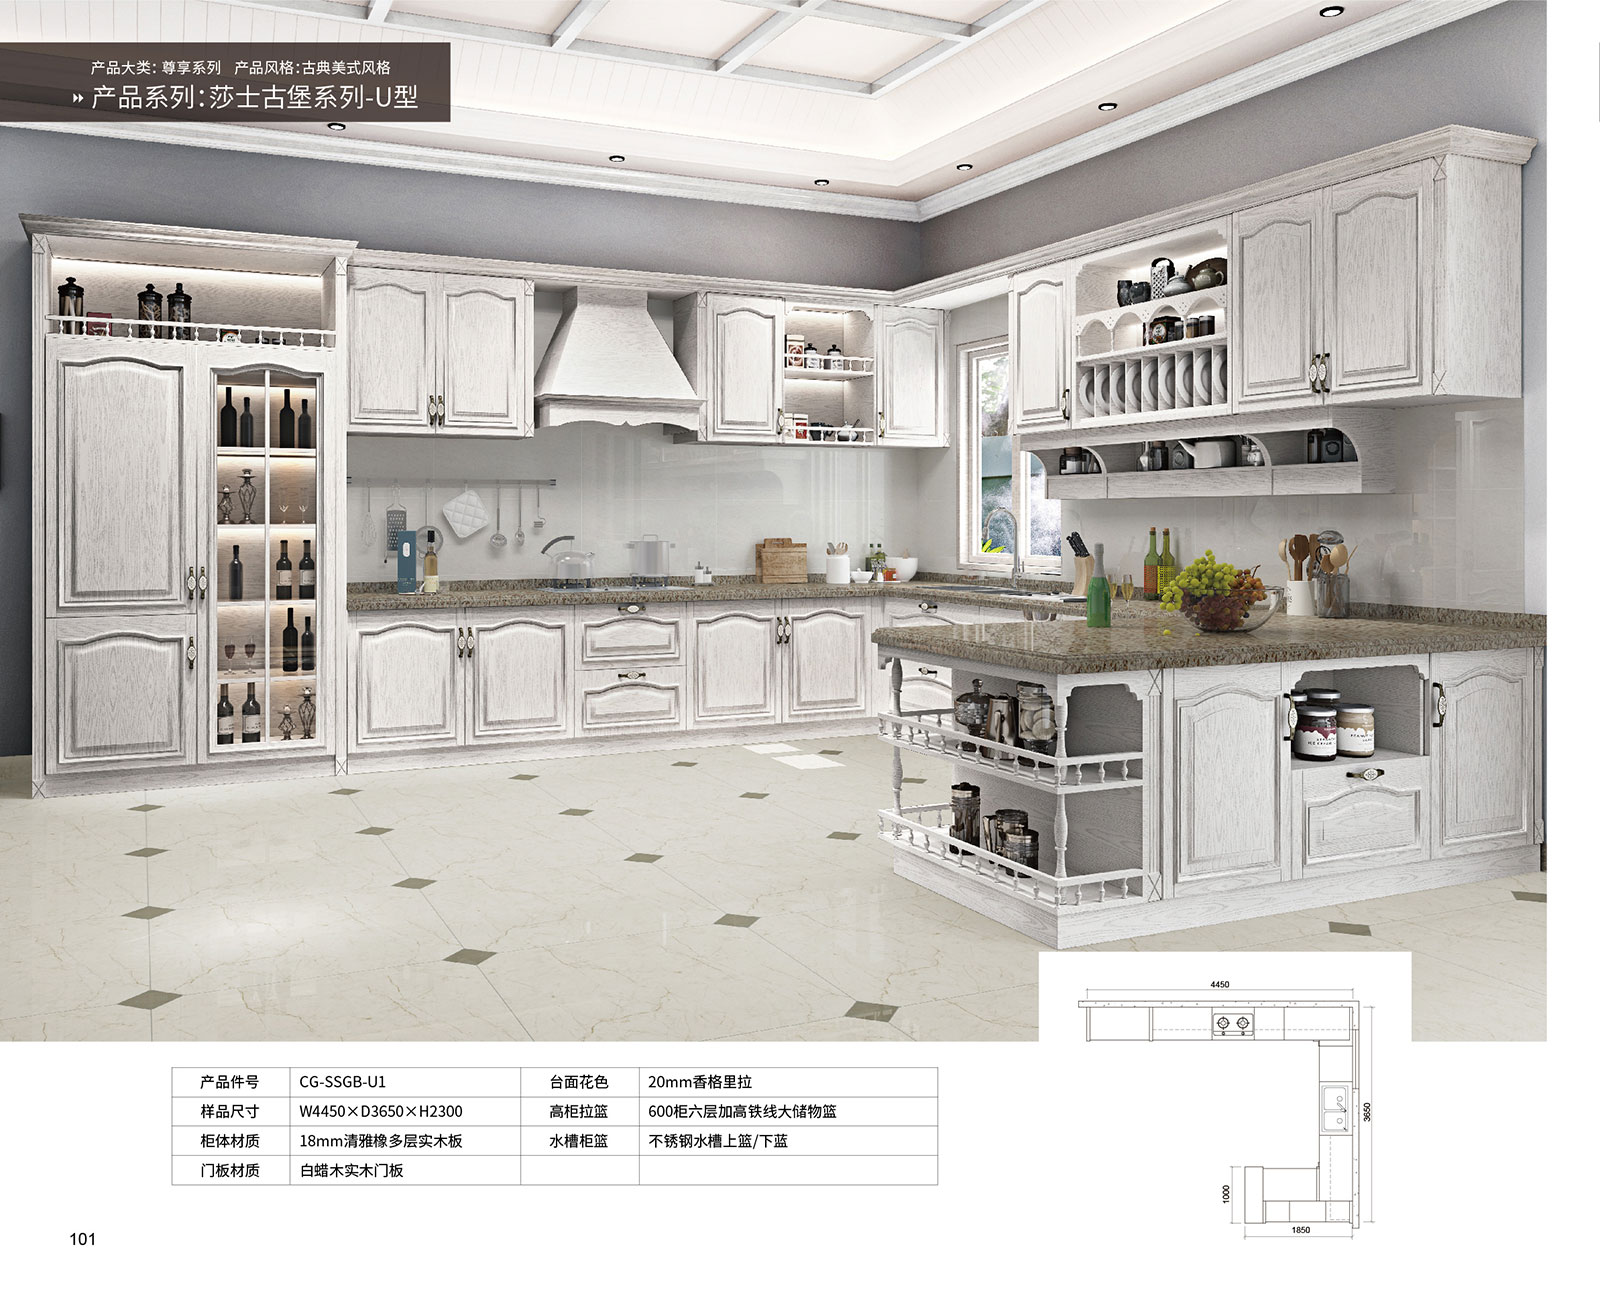 产品大类：尊享系列　产品风格：古典美式风格
产品系列：莎士古堡系列-U型
4450
3650
1000
1850
产品件号 CG-SSGB-U1 台面花色 20mm香格里拉
样品尺寸 W4450×D3650×H2300 高柜拉篮 600柜六层加高铁线大储物篮
柜体材质 18mm清雅橡多层实木板 水槽柜篮 不锈钢水槽上篮/下蓝
门板材质 白蜡木实木门板
101